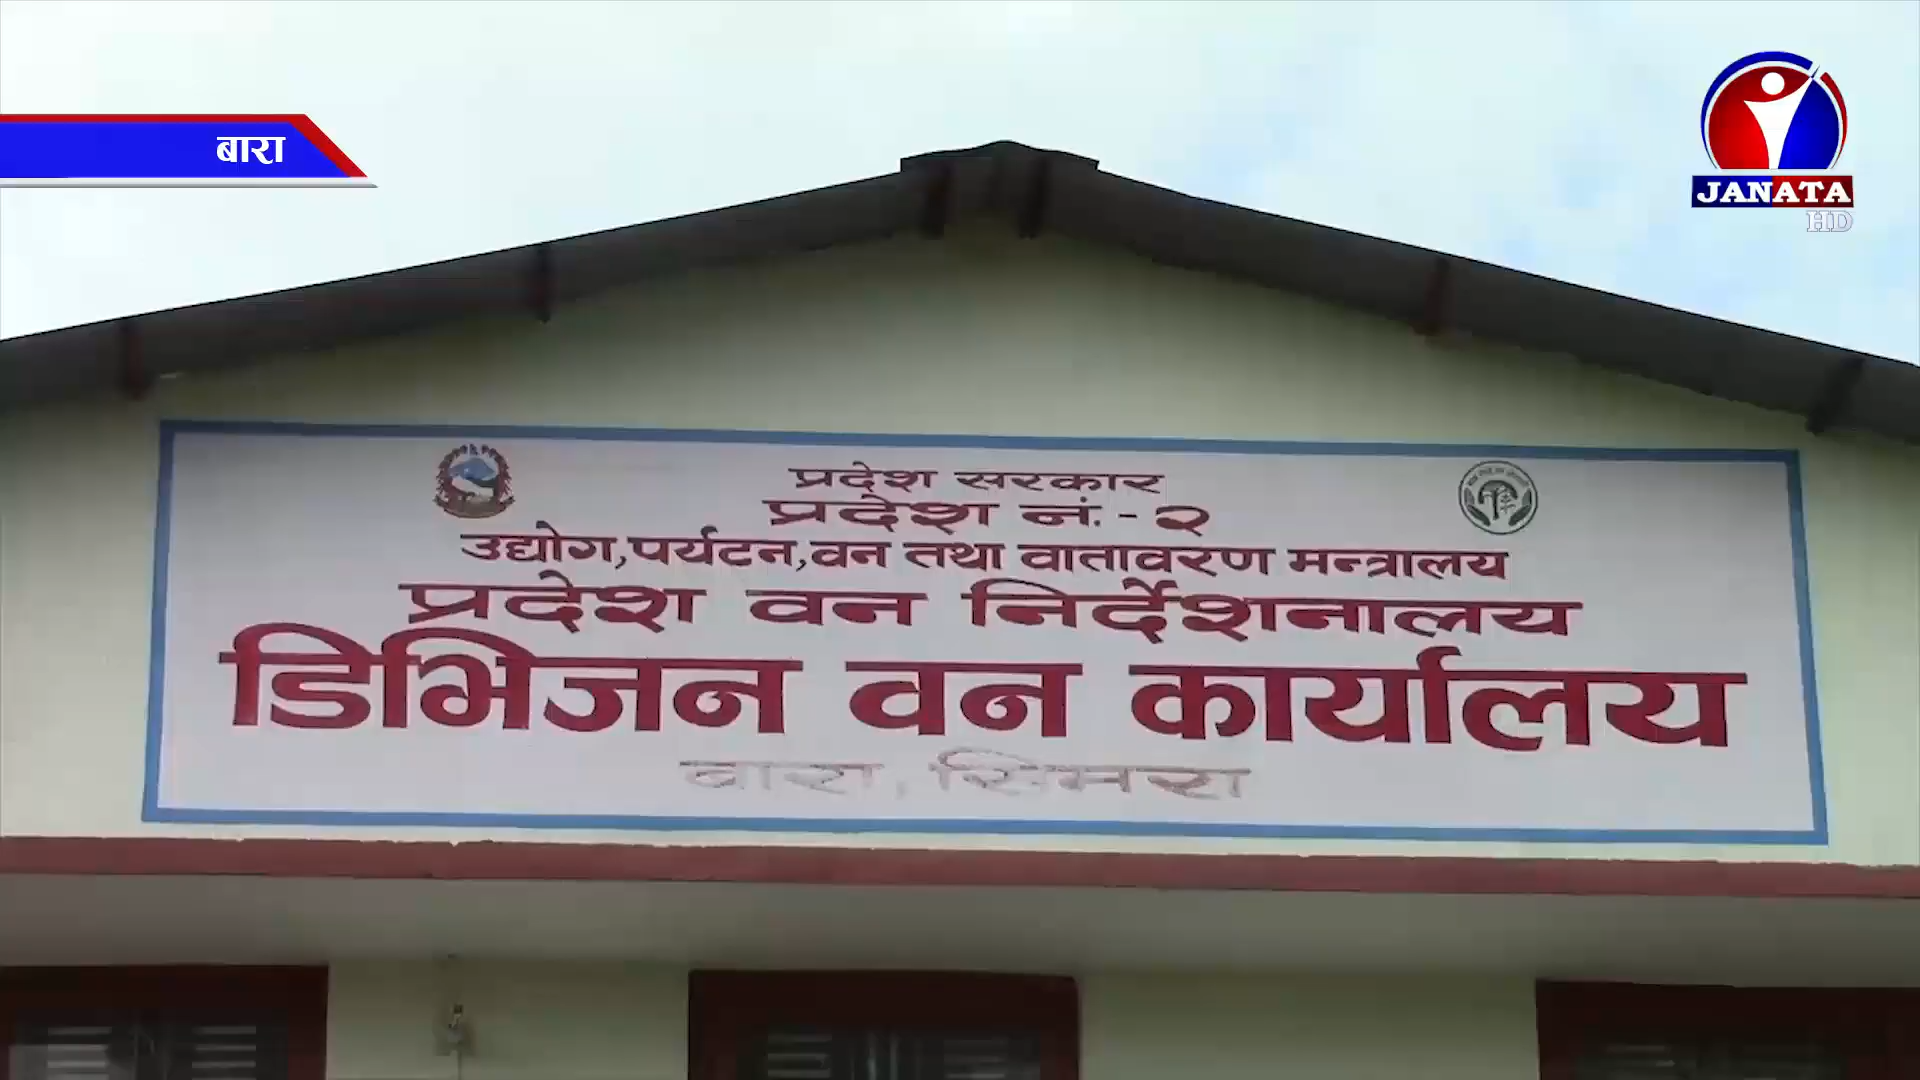 बारा
JANATA
HD
प्रदेश सरकार
प्रदेश नं.-२
उद्योग,पर्यटन,वन तथा वातावरण मन्त्रालय
प्रदेश वन निर्देशनालय
डिभिजन वन कार्यालय
बारा, सिमरा